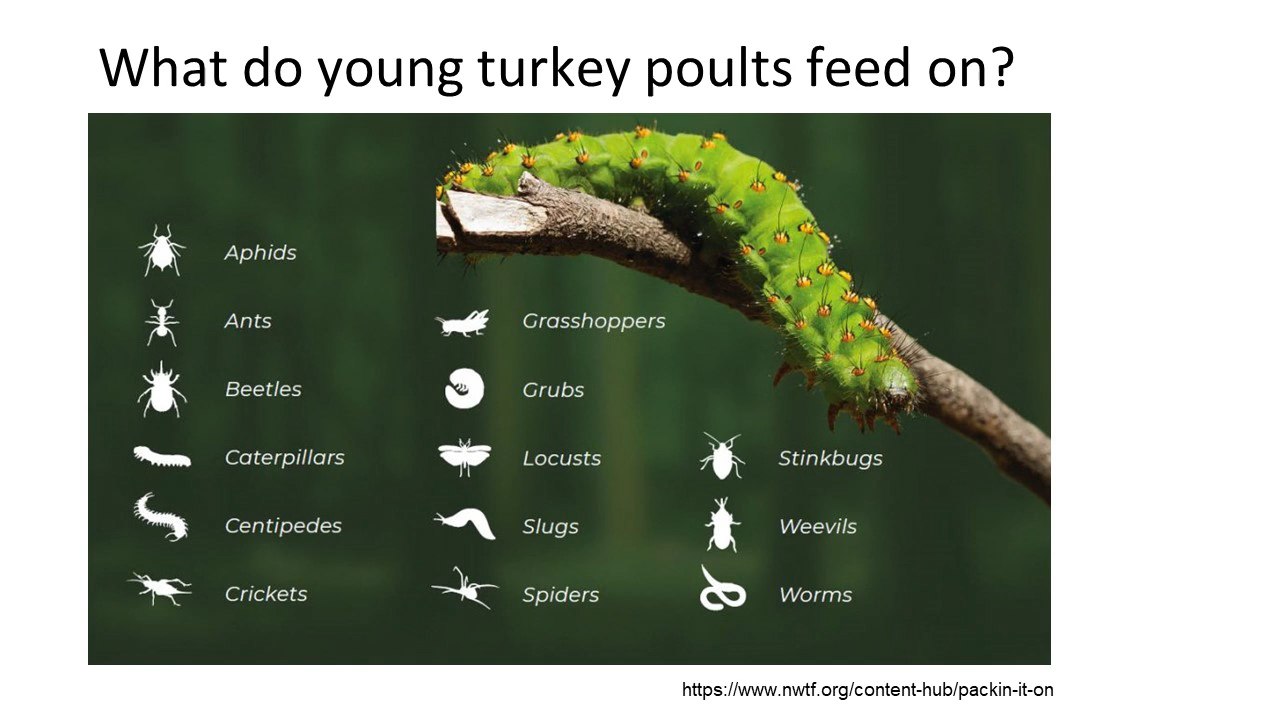 What do young turkey poults feed on?
Aphids
Ants
Beetles
Caterpillars
Centipedes
Crickets
Grasshoppers
Grubs
Locusts
Slugs
Spiders
Stinkbugs
Weevils
Worms
https://www.nwtf.org/content-hub/packin-it-on